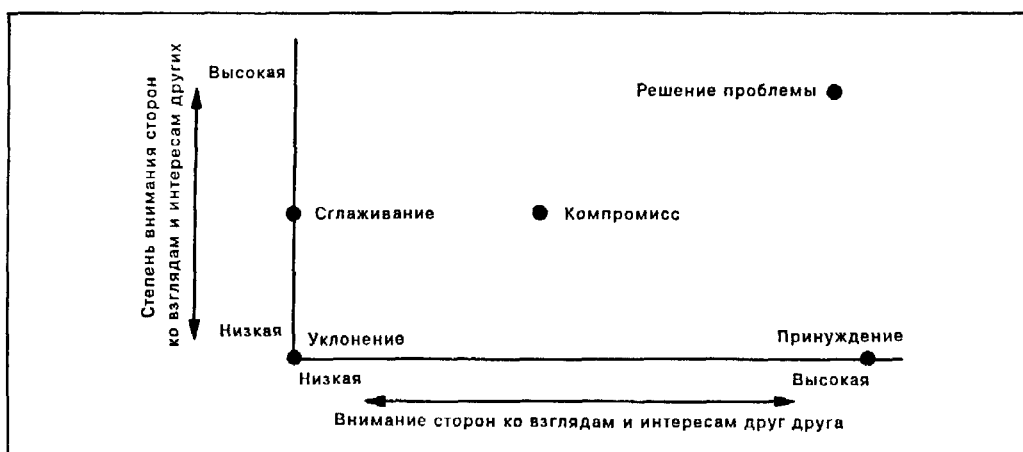 Степень внимания сторон
ко взглядам и интересам других
Высокая
Решение проблемы
Сглаживание
Компромисс
Низкая
Уклонение
Принуждение
Низкая
Высокая
Внимание сторон ко взглядам и интересам друг друга